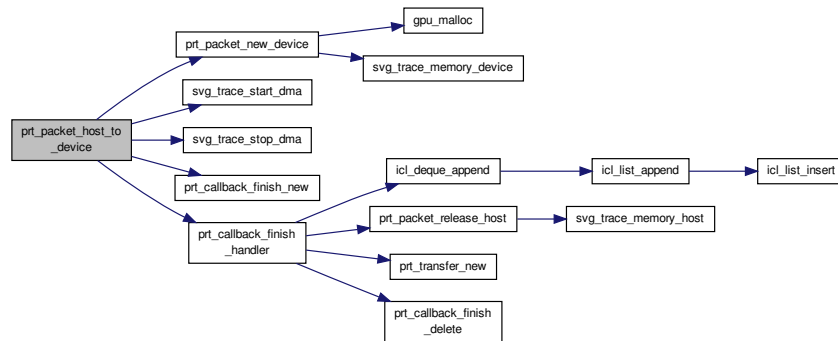 prt_packet_host_to
_device
prt_packet_new_device
svg_trace_start_dma
svg_trace_stop_dma
prt_callback_finish_new
prt_callback_finish
_handler
gpu_malloc
svg_trace_memory_device
icl_deque_append
prt_packet_release_host
prt_transfer_new
prt_callback_finish
_delete
icl_list_append
svg_trace_memory_host
icl_list_insert